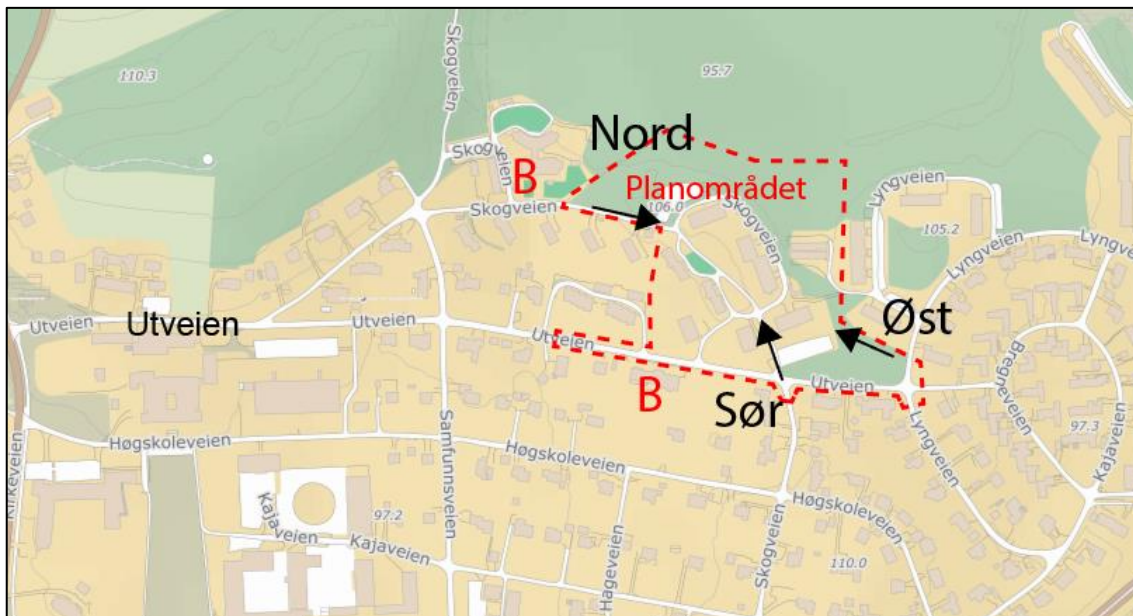 110.3
Skogveien
95.7
Nord
Skogveien
B
Planområdet
Skogveien
106.0
Skogveien
Lyngveien
105.2
Lyngveien
Lyngveien
Utveien
Utveien
Utveien
Utveien
Øst
B
Sør
Utveien
Bregneveien
Kirkeveien
Høgskoleveien
Samfunnsveien
Høgskoleveien
Lyngveien
97.3
Kajaveien
Kajaveien
97.2
Kajaveien
Hageveien
Skogveien
Høgskoleveien
110.0